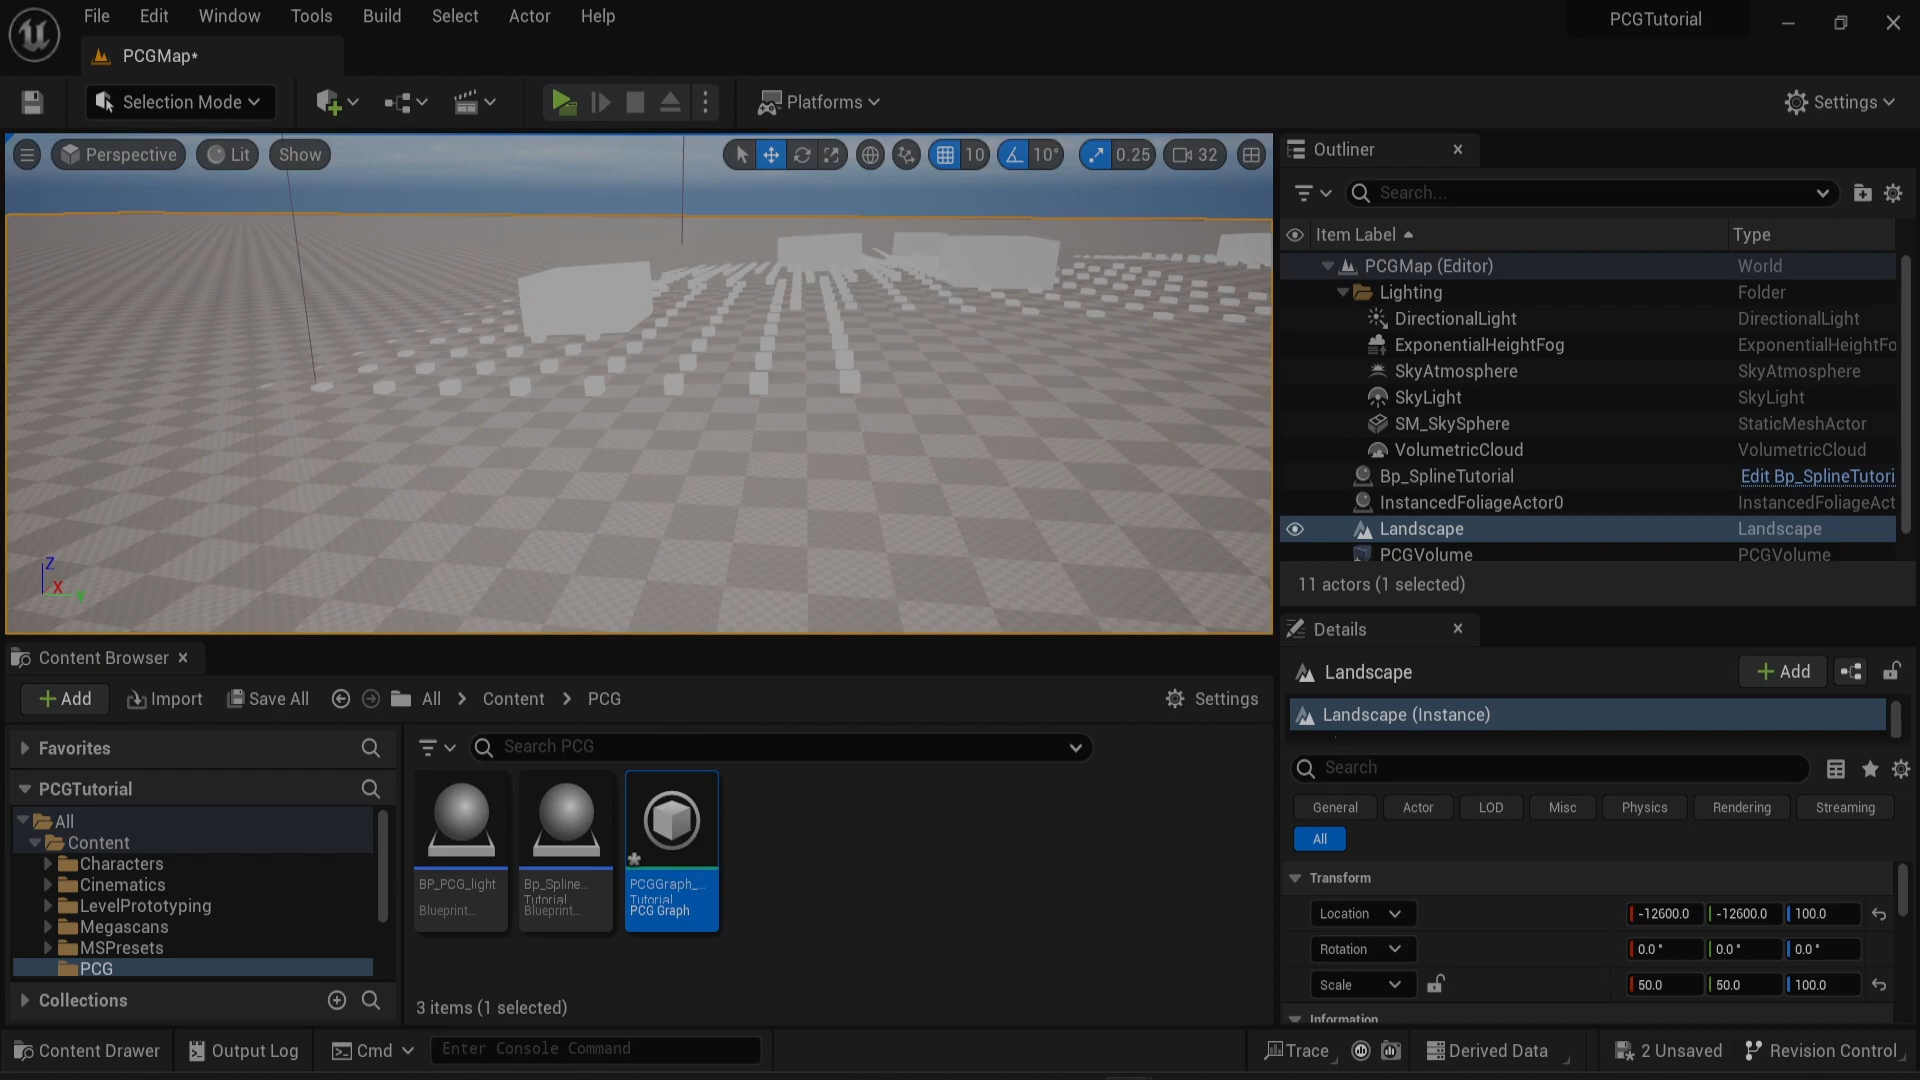 File Edit Window Tools Build Select Actor Help
PCGTutorial
PCGMap*
Selection Mode
Platforms
Settings
Perspective Lit Show
10 10° 0.25 32
Z
X
Outliner
Search...
Item Label Type
PCGMap (Editor) World
Lighting Folder
DirectionalLight DirectionalLight
ExponentialHeightFog ExponentialHeightFo
SkyAtmosphere SkyAtmosphere
SkyLight SkyLight
SM_SkySphere StaticMeshActor
VolumetricCloud VolumetricCloud
Bp_SplineTutorial Edit Bp_SplineTutori
InstancedFoliageActor0 InstancedFoliageAct
Landscape Landscape
PCGVolume PCGVolume
11 actors (1 selected)
Details
Landscape
Add
Landscape (Instance)
Search
General Actor LOD Misc Physics Rendering Streaming
All
Transform
Location -12600.0 -12600.0 100.0
Rotation 0.0° 0.0° 0.0°
Scale 50.0 50.0 100.0
Information
Content Browser
Add Import Save All All Content PCG Settings
Favorites
PCGTutorial
All
Content
Characters
Cinematics
LevelPrototyping
Megascans
MSPresets
PCG
Collections
Search PCG
BP_PCG_light
Blueprint...
Bp_Spline...
Tutorial
Blueprint...
PCGGraph_...
Tutorial
PCG Graph
3 items (1 selected)
Content Drawer Output Log Cmd Enter Console Command Trace Derived Data 2 Unsaved Revision Control